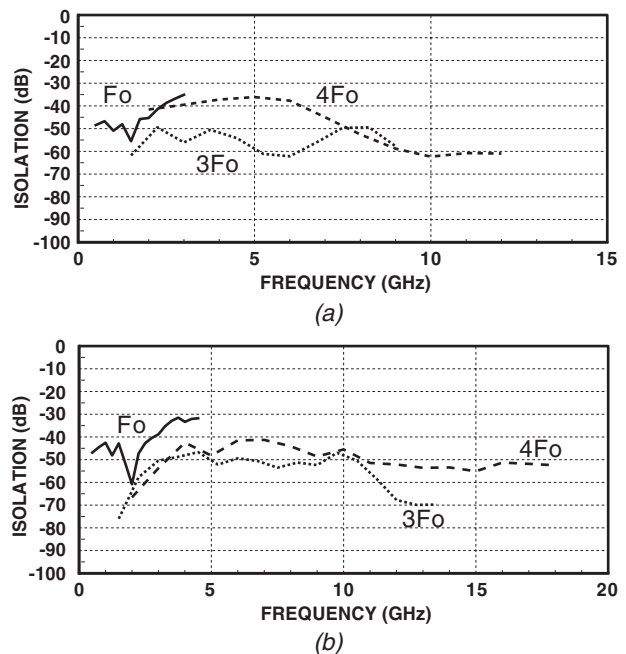 0
-10
-20
-30
-40
-50
-60
-70
-80
-90
-100
ISOLATION (dB)
Fo
4Fo
3Fo
0 5 10 15
FREQUENCY (GHz)
(a)
0
-10
-20
-30
-40
-50
-60
-70
-80
-90
-100
ISOLATION (dB)
Fo
4Fo
3Fo
0 5 10 15 20
FREQUENCY (GHz)
(b)